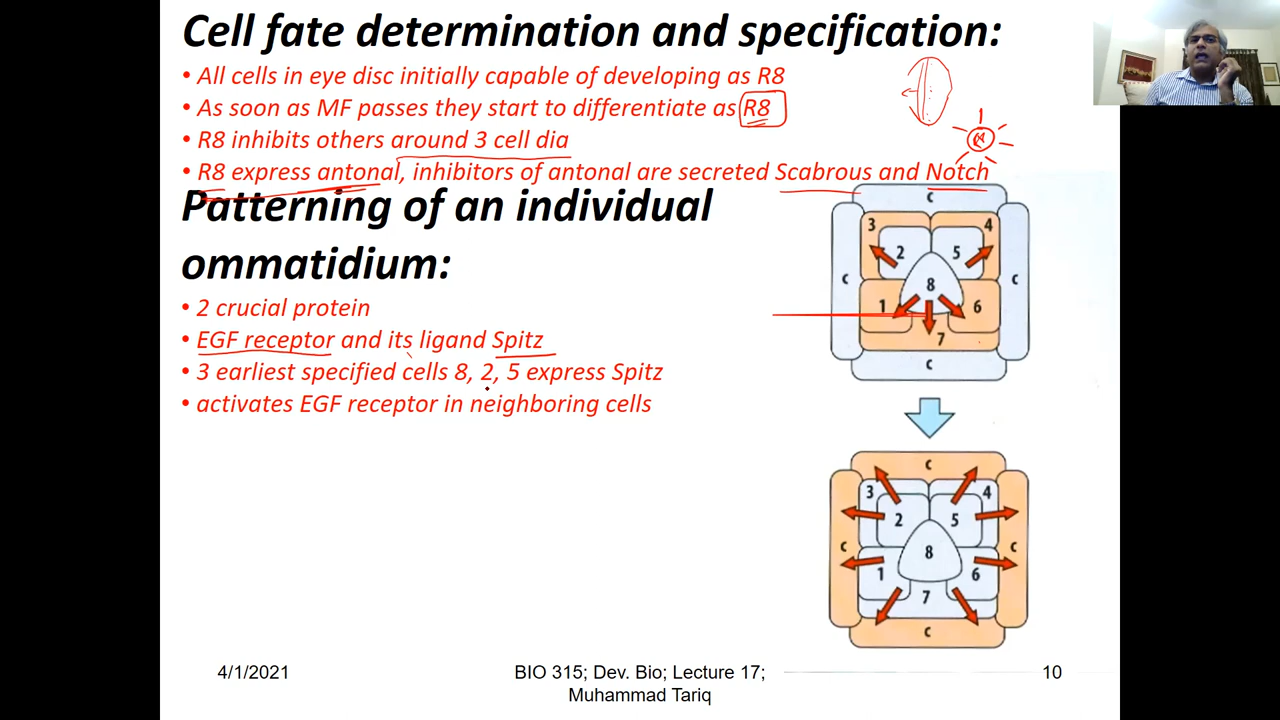 Cell fate determination and specification:
• All cells in eye disc initially capable of developing as R8
• As soon as MF passes they start to differentiate as R8
• R8 inhibits others around 3 cell dia
• R8 express antonal, inhibitors of antonal are secreted Scabrous and Notch
Patterning of an individual
ommatidium:
• 2 crucial protein
• EGF receptor and its ligand Spitz
• 3 earliest specified cells 8, 2, 5 express Spitz
• activates EGF receptor in neighboring cells
C
3 4
2 5
C C
8
1 6
7
C
C
3 4
2 5
C C
8
1 6
7
C
4/1/2021
BIO 315; Dev. Bio; Lecture 17;
Muhammad Tariq
10